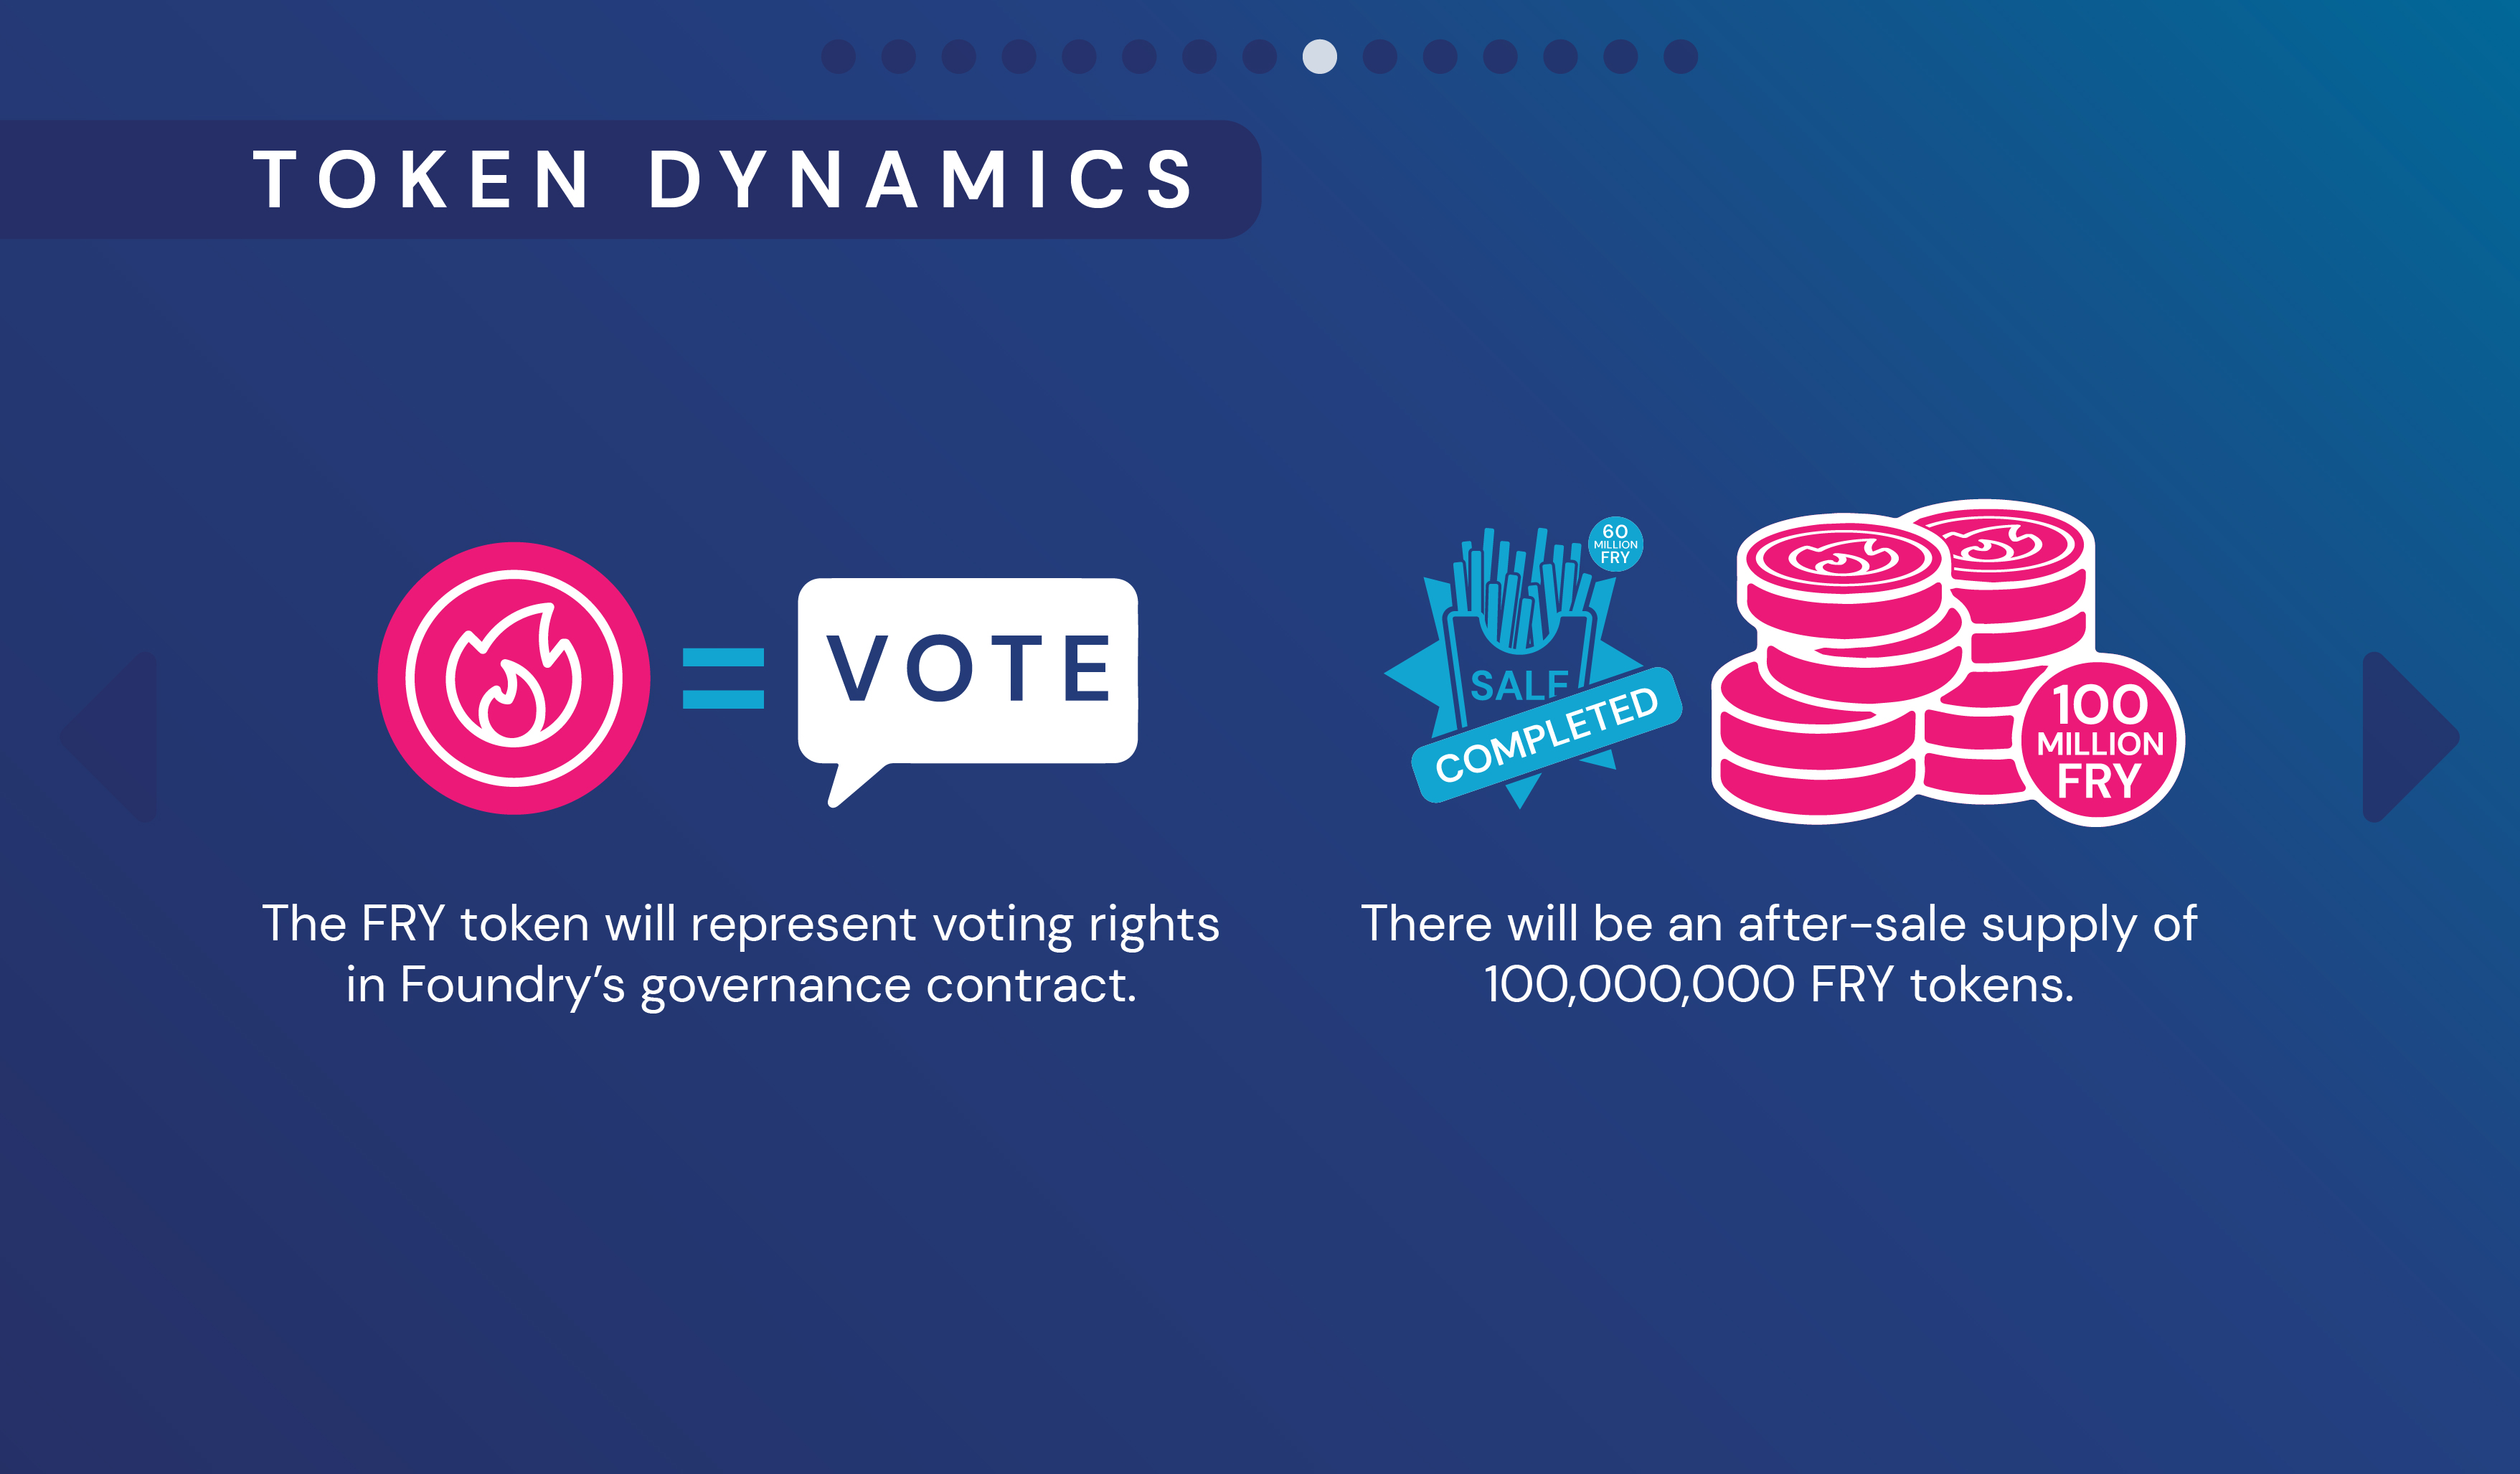 TOKEN DYNAMICS
VOTE
The FRY token will represent voting rights
in Foundry’s governance contract.
60
MILLION
FRY
SALE
COMPLETED
100
MILLION
FRY
There will be an after-sale supply of
100,000,000 FRY tokens.